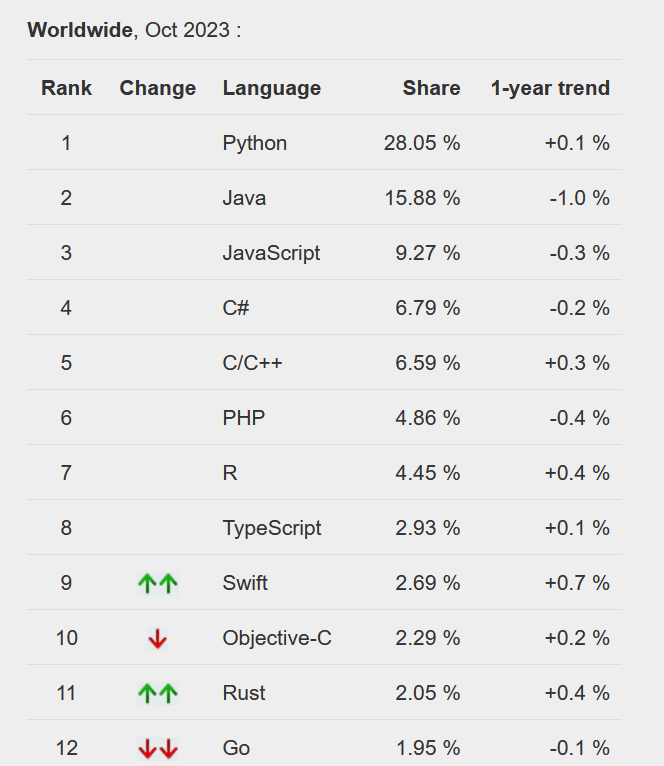 Worldwide, Oct 2023 :
Rank Change Language Share 1-year trend
1 Python 28.05 % +0.1 %
2 Java 15.88 % -1.0 %
3 JavaScript 9.27 % -0.3 %
4 C# 6.79 % -0.2 %
5 C/C++ 6.59 % +0.3 %
6 PHP 4.86 % -0.4 %
7 R 4.45 % +0.4 %
8 TypeScript 2.93 % +0.1 %
9 ↑↑ Swift 2.69 % +0.7 %
10 ↓ Objective-C 2.29 % +0.2 %
11 ↑↑ Rust 2.05 % +0.4 %
12 ↓↓ Go 1.95 % -0.1 %